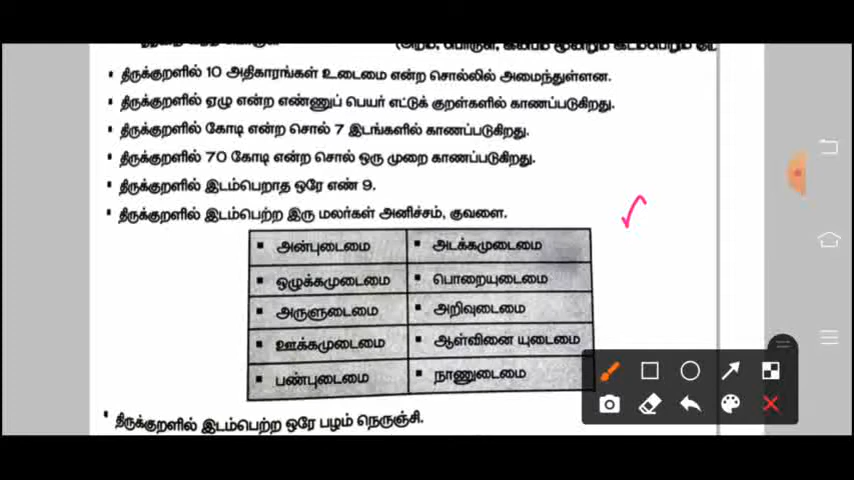 (அறம், பொருள், இன்பம் மூன்றும்
▪ திருக்குறளில் 10 அதிகாரங்கள் உடைமை என்ற சொல்லில் அமைந்துள்ளன.
▪ திருக்குறளில் ஏழு என்ற எண்ணுப் பெயர் எட்டுக் குறள்களில் காணப்படுகிறது.
▪ திருக்குறளில் கோடி என்ற சொல் 7 இடங்களில் காணப்படுகிறது.
▪ திருக்குறளில் 70 கோடி என்ற சொல் ஒரு முறை காணப்படுகிறது.
▪ திருக்குறளில் இடம்பெறாத ஒரே எண் 9.
▪ திருக்குறளில் இடம்பெற்ற இரு மலர்கள் அனிச்சம், குவளை.
▪ அன்புடைமை ▪ அடக்கமுடைமை
▪ ஒழுக்கமுடைமை ▪ பொறையுடைமை
▪ அருளுடைமை ▪ அறிவுடைமை
▪ ஊக்கமுடைமை ▪ ஆள்வினை யுடைமை
▪ பண்புடைமை ▪ நாணுடைமை
▪ திருக்குறளில் இடம்பெற்ற ஒரே பழம் நெருஞ்சி.